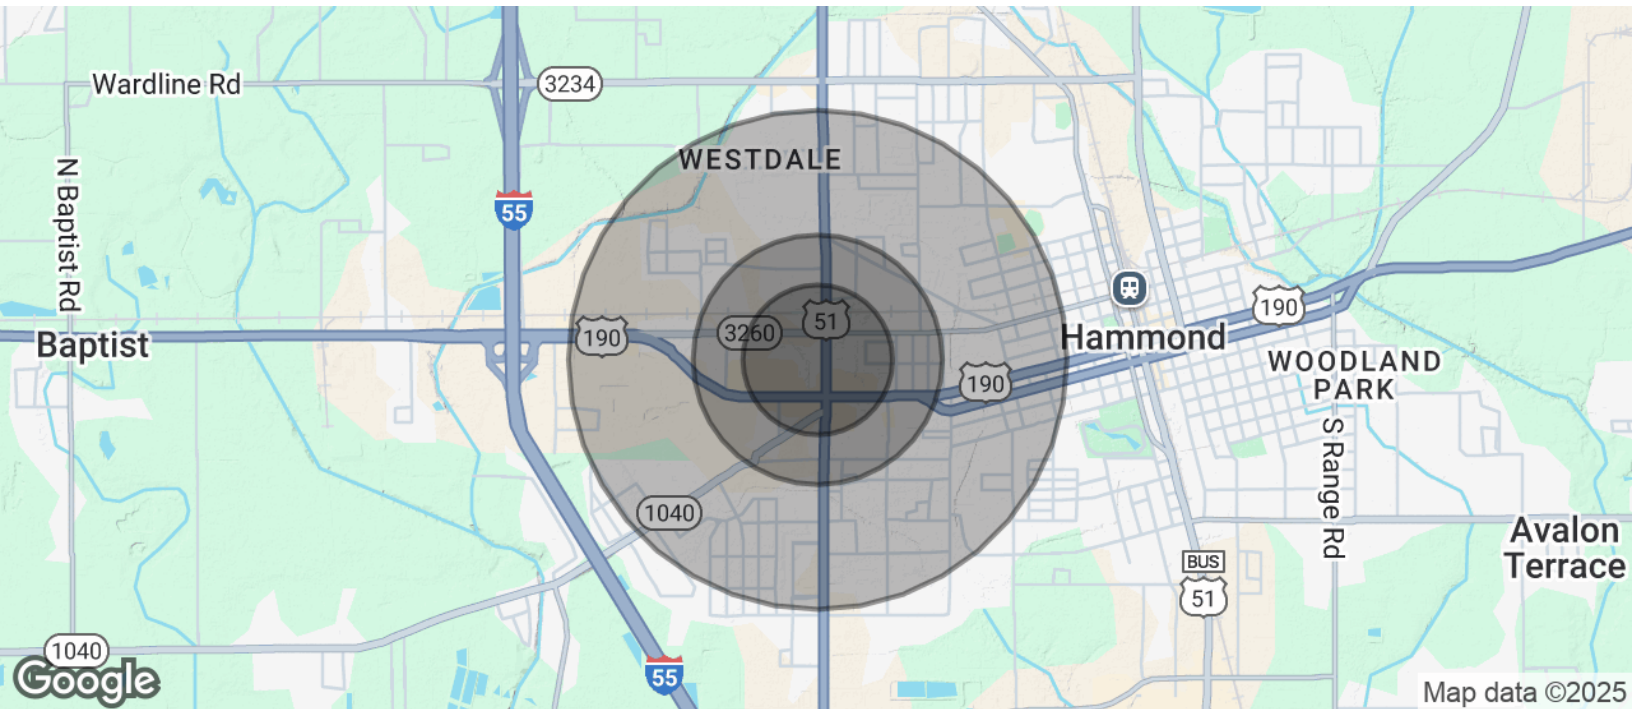 Wardline Rd
3234
WESTDALE
N Baptist Rd
55
51
190
3260
190
Baptist
Hammond
190
WOODLAND
PARK
S Range Rd
1040
Avalon
Terrace
BUS
51
1040
55
Google
Map data ©2025